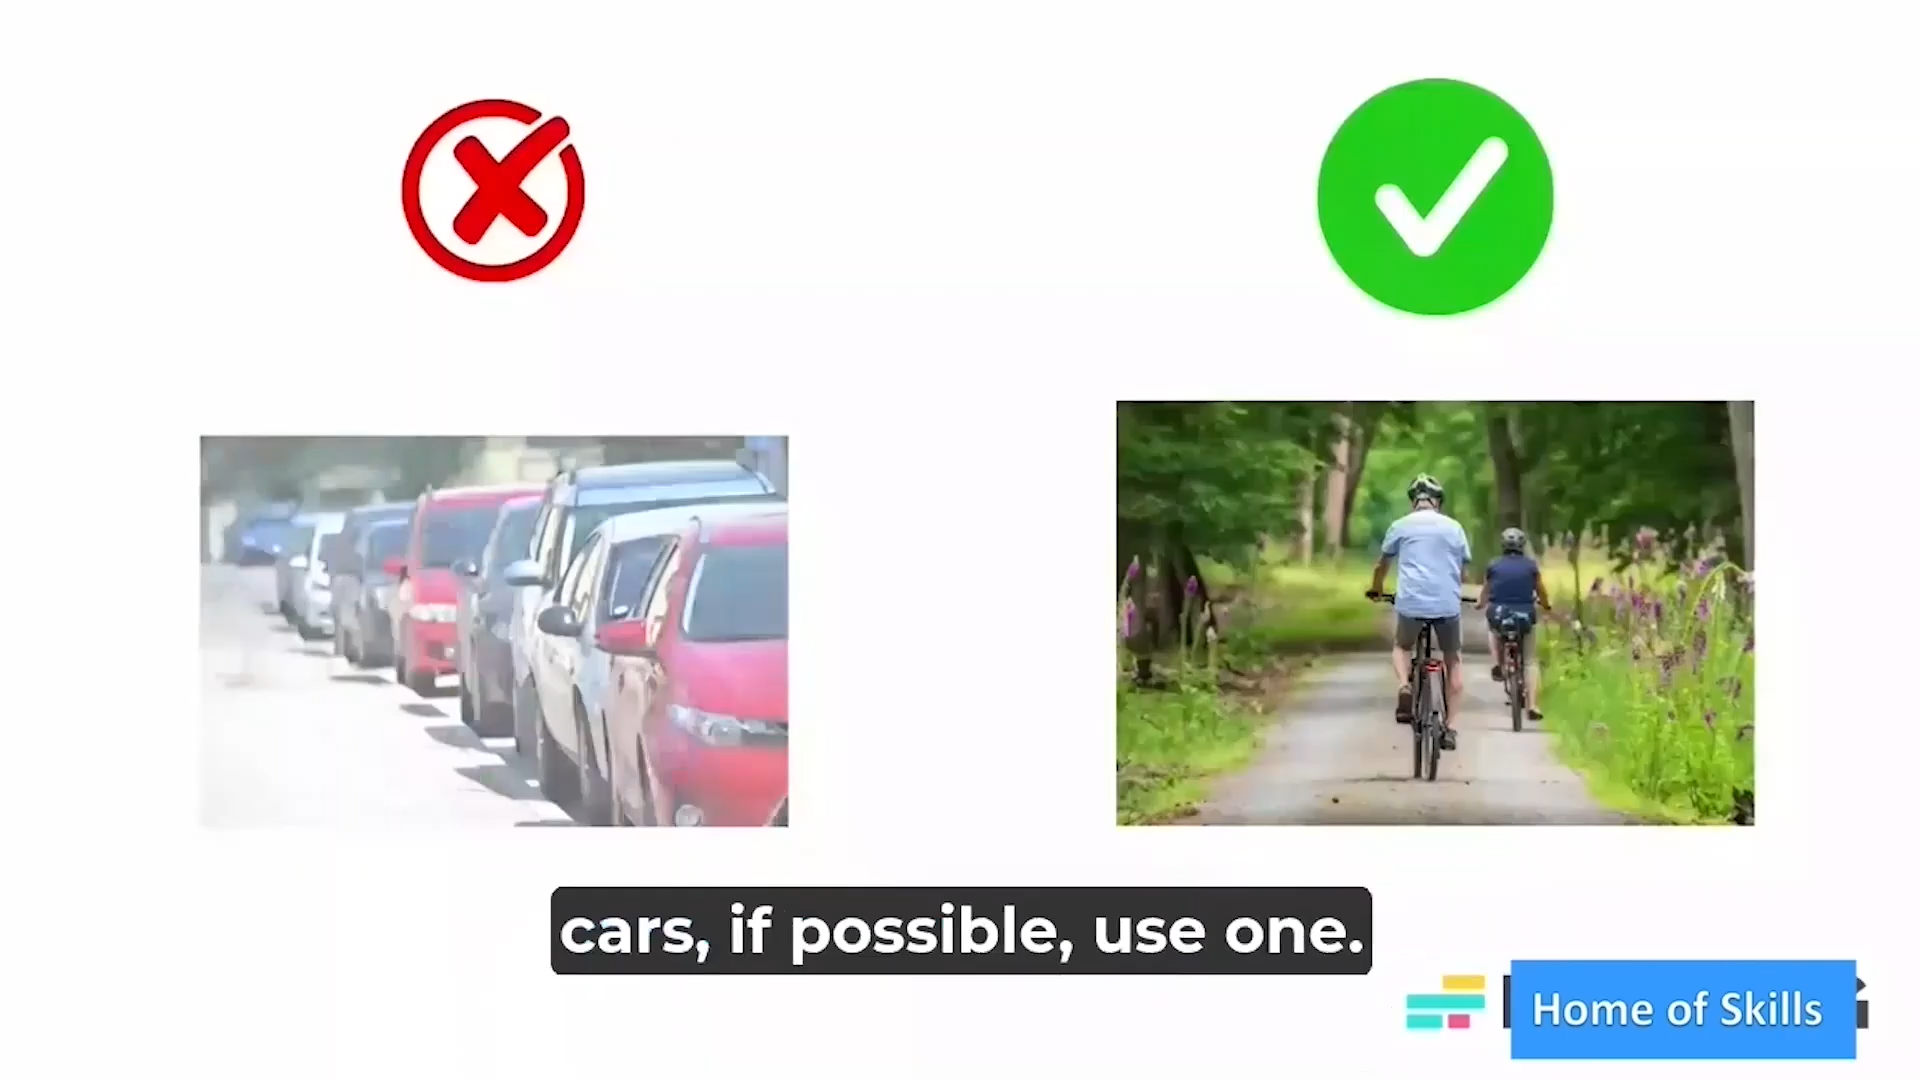 cars, if possible, use one.
Home of Skills